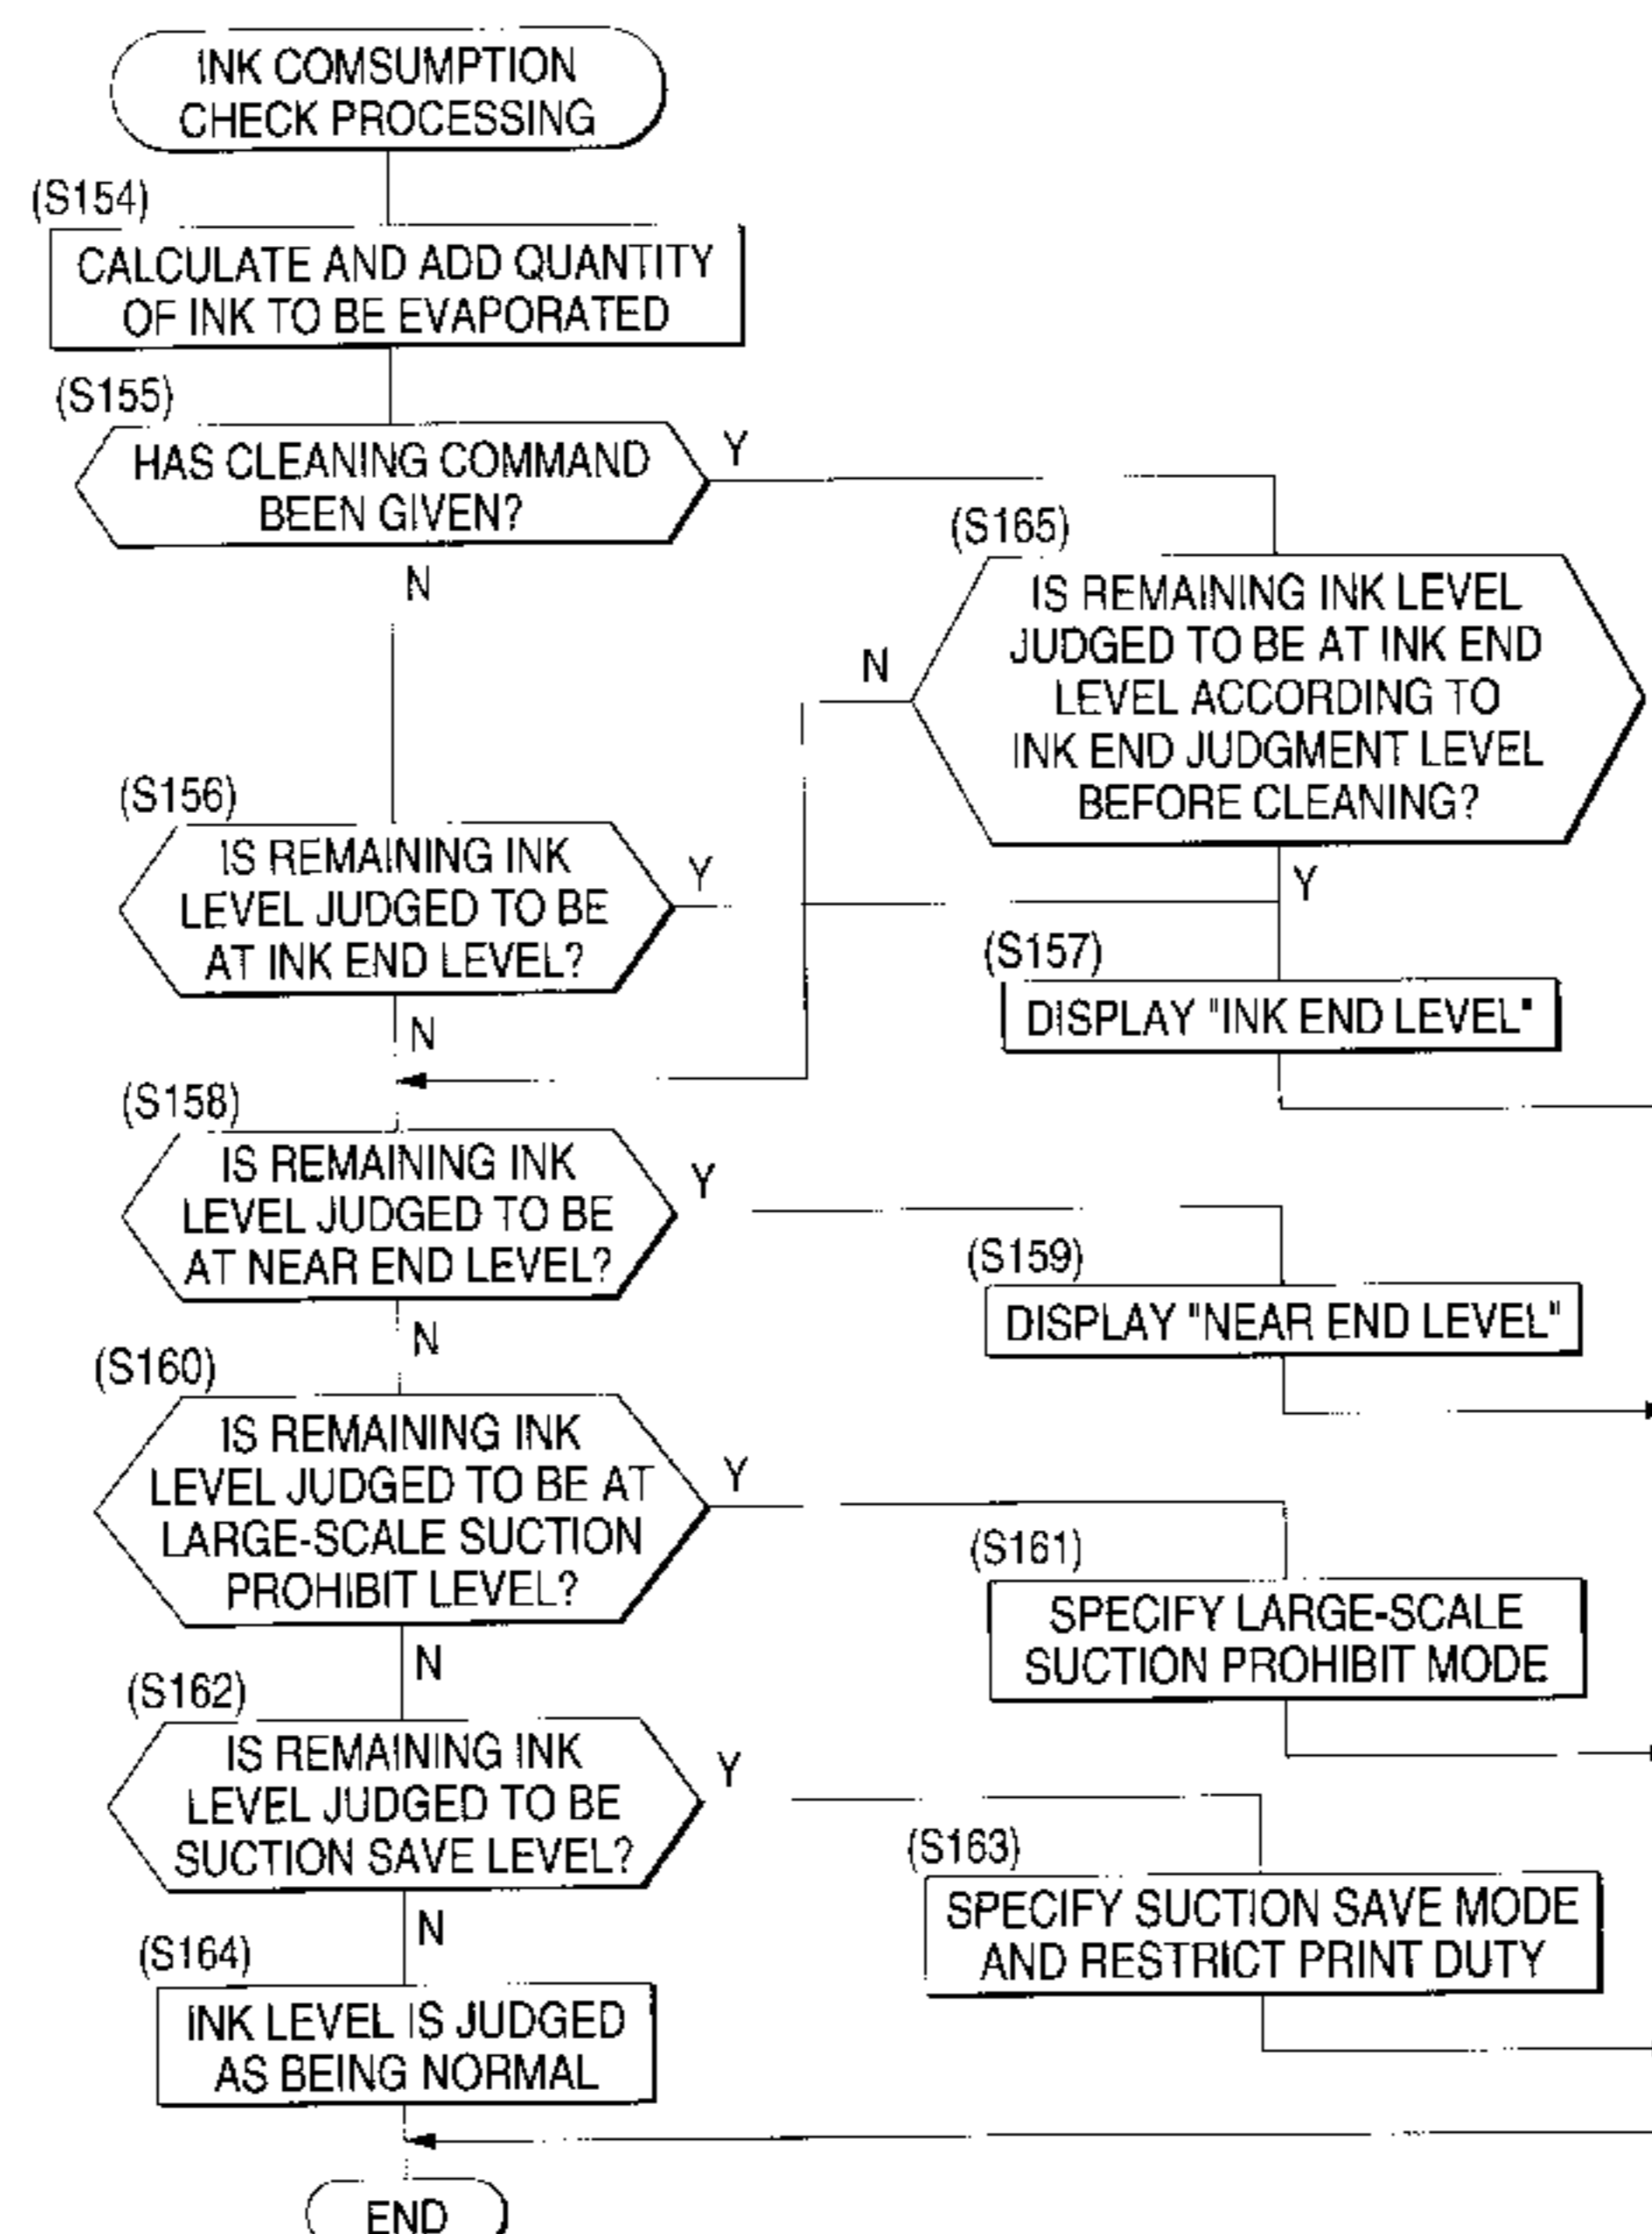 INK COMSUMPTION
CHECK PROCESSING
(S154)
CALCULATE AND ADD QUANTITY
OF INK TO BE EVAPORATED
(S155)
HAS CLEANING COMMAND
BEEN GIVEN?
Y
N
(S165)
IS REMAINING INK LEVEL
JUDGED TO BE AT INK END
LEVEL ACCORDING TO
INK END JUDGMENT LEVEL
BEFORE CLEANING?
N
Y
(S156)
IS REMAINING INK
LEVEL JUDGED TO BE
AT INK END LEVEL?
Y
N
(S157)
DISPLAY "INK END LEVEL"
(S158)
IS REMAINING INK
LEVEL JUDGED TO BE
AT NEAR END LEVEL?
Y
N
(S159)
DISPLAY "NEAR END LEVEL"
(S160)
IS REMAINING INK
LEVEL JUDGED TO BE AT
LARGE-SCALE SUCTION
PROHIBIT LEVEL?
Y
N
(S161)
SPECIFY LARGE-SCALE
SUCTION PROHIBIT MODE
(S162)
IS REMAINING INK
LEVEL JUDGED TO BE
SUCTION SAVE LEVEL?
Y
N
(S163)
SPECIFY SUCTION SAVE MODE
AND RESTRICT PRINT DUTY
(S164)
INK LEVEL IS JUDGED
AS BEING NORMAL
END